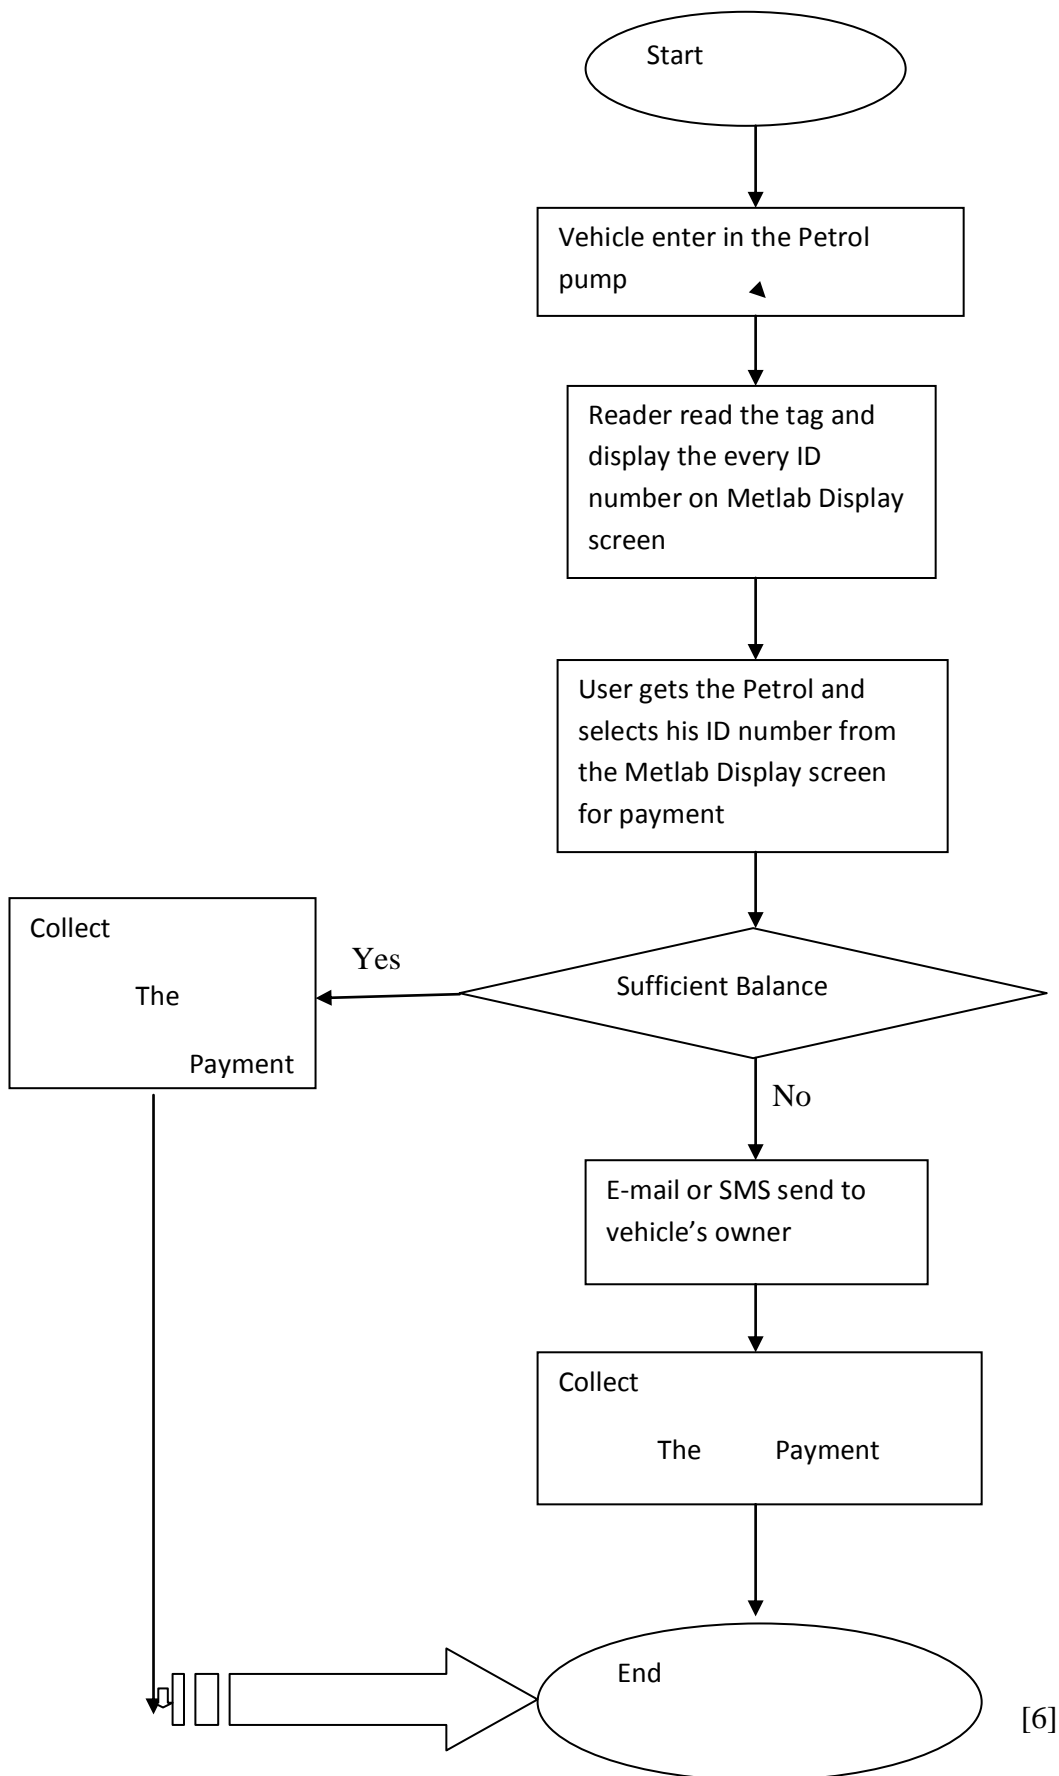 Start
Vehicle enter in the Petrol
pump
Reader read the tag and
display the every ID
number on Metlab Display
screen
User gets the Petrol and
selects his ID number from
the Metlab Display screen
for payment
Sufficient Balance
Yes
Collect
The
Payment
No
E-mail or SMS send to
vehicle’s owner
Collect
The Payment
End
[6]